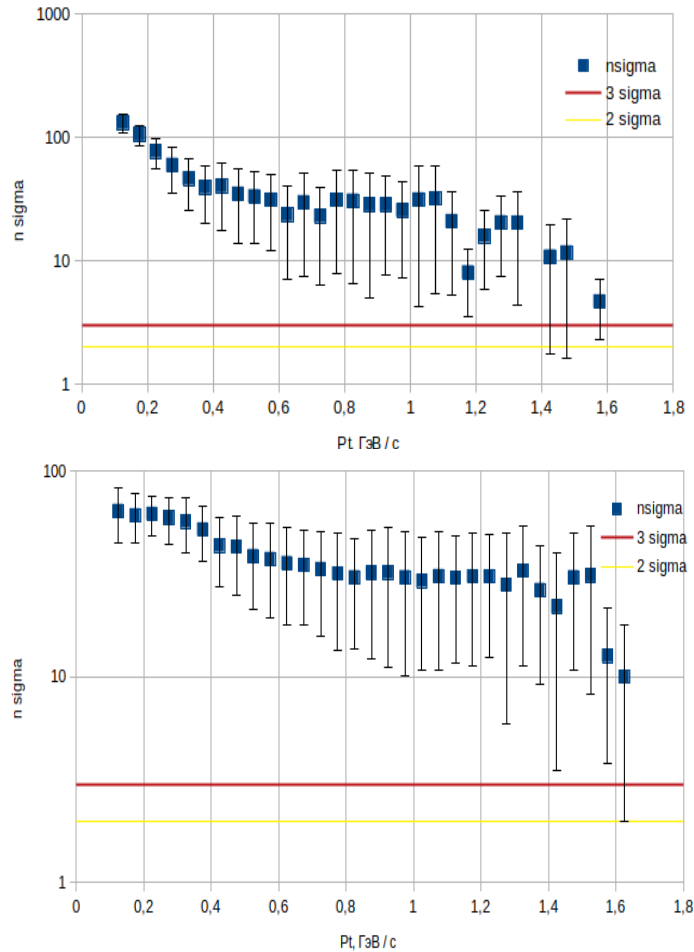 1000
100
10
1
n sigma
nsigma
3 sigma
2 sigma
0 0,2 0,4 0,6 0,8 1 1,2 1,4 1,6 1,8
Pt. ГэВ / с
100
10
1
n sigma
nsigma
3 sigma
2 sigma
0 0,2 0,4 0,6 0,8 1 1,2 1,4 1,6 1,8
Pt, ГэВ / с